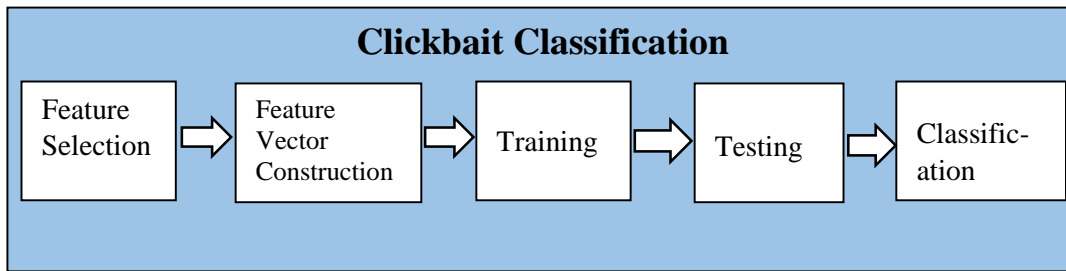 Clickbait Classification
Feature
Selection
Feature
Vector
Construction
Training
Testing
Classific-
ation